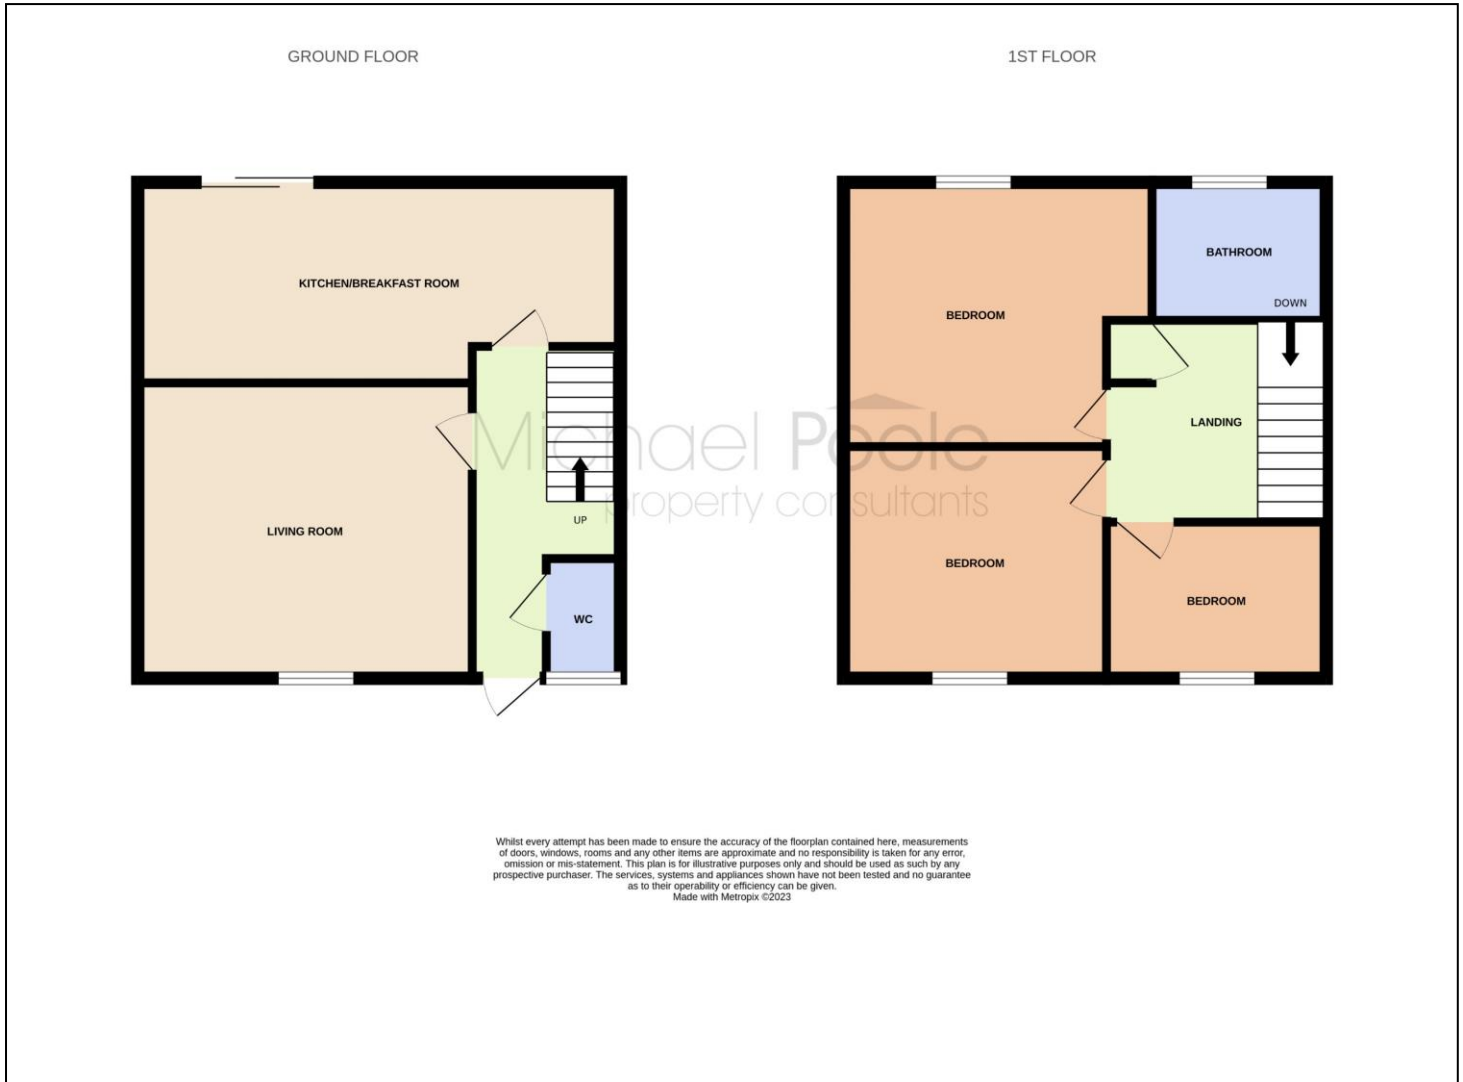 GROUND FLOOR
1ST FLOOR
KITCHEN/BREAKFAST ROOM
LIVING ROOM
UP
WC
BEDROOM
BATHROOM
DOWN
LANDING
BEDROOM
BEDROOM
Michael Poole
property consultants
Whilst every attempt has been made to ensure the accuracy of the floorplan contained here, measurements
of doors, windows, rooms and any other items are approximate and no responsibility is taken for any error,
omission or mis-statement. This plan is for illustrative purposes only and should be used as such by any
prospective purchaser. The services, systems and appliances shown have not been tested and no guarantee
as to their operability or efficiency can be given.
Made with Metropix ©2023